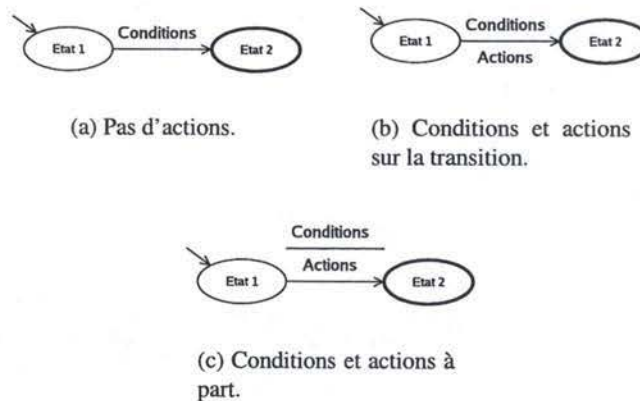 Etat 1
Conditions
Etat 2
(a) Pas d'actions.
Etat 1
Conditions
Actions
Etat 2
(b) Conditions et actions
sur la transition.
Conditions
Etat 1
Actions
Etat 2
(c) Conditions et actions à
part.